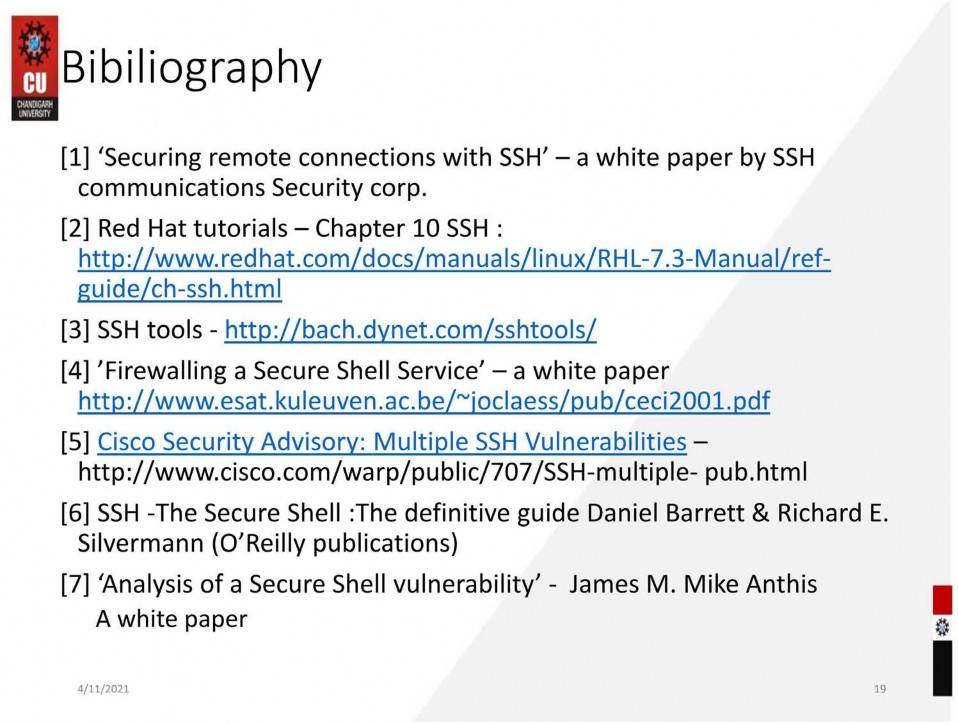 CU
CHANDIGARH
UNIVERSITY
Bibiliography
[1] ‘Securing remote connections with SSH’ – a white paper by SSH
communications Security corp.
[2] Red Hat tutorials – Chapter 10 SSH :
http://www.redhat.com/docs/manuals/linux/RHL-7.3-Manual/ref-
guide/ch-ssh.html
[3] SSH tools - http://bach.dynet.com/sshtools/
[4] ’Firewalling a Secure Shell Service’ – a white paper
http://www.esat.kuleuven.ac.be/~joclaess/pub/ceci2001.pdf
[5] Cisco Security Advisory: Multiple SSH Vulnerabilities –
http://www.cisco.com/warp/public/707/SSH-multiple- pub.html
[6] SSH -The Secure Shell :The definitive guide Daniel Barrett & Richard E.
Silvermann (O’Reilly publications)
[7] ‘Analysis of a Secure Shell vulnerability’ - James M. Mike Anthis
A white paper
4/11/2021
19